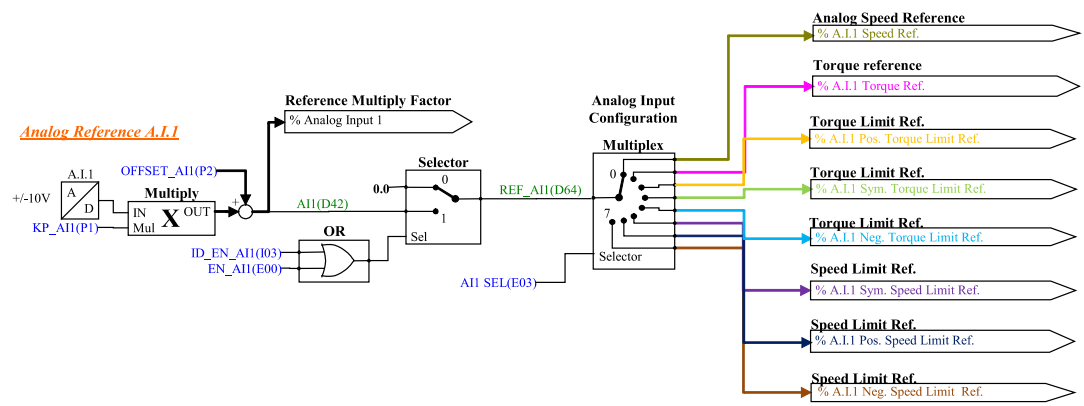 Analog Reference A.I.1
+/-10V
A.I.1
A
D
KP_AI1(P1)
OFFSET_AI1(P2)
Multiply
IN
Mul
X
OUT
+
Reference Multiply Factor
% Analog Input 1
AI1(D42)
0.0
ID_EN_AI1(I03)
EN_AI1(E00)
OR
Selector
0
1
Sel
REF_AI1(D64)
AI1 SEL(E03)
Analog Input
Configuration
Multiplex
0
7
Selector
Analog Speed Reference
% A.I.1 Speed Ref.
Torque reference
% A.I.1 Torque Ref.
Torque Limit Ref.
% A.I.1 Pos. Torque Limit Ref.
Torque Limit Ref.
% A.I.1 Sym. Torque Limit Ref.
Torque Limit Ref.
% A.I.1 Neg. Torque Limit Ref.
Speed Limit Ref.
% A.I.1 Sym. Speed Limit Ref.
Speed Limit Ref.
% A.I.1 Pos. Speed Limit Ref.
Speed Limit Ref.
% A.I.1 Neg. Speed Limit Ref.